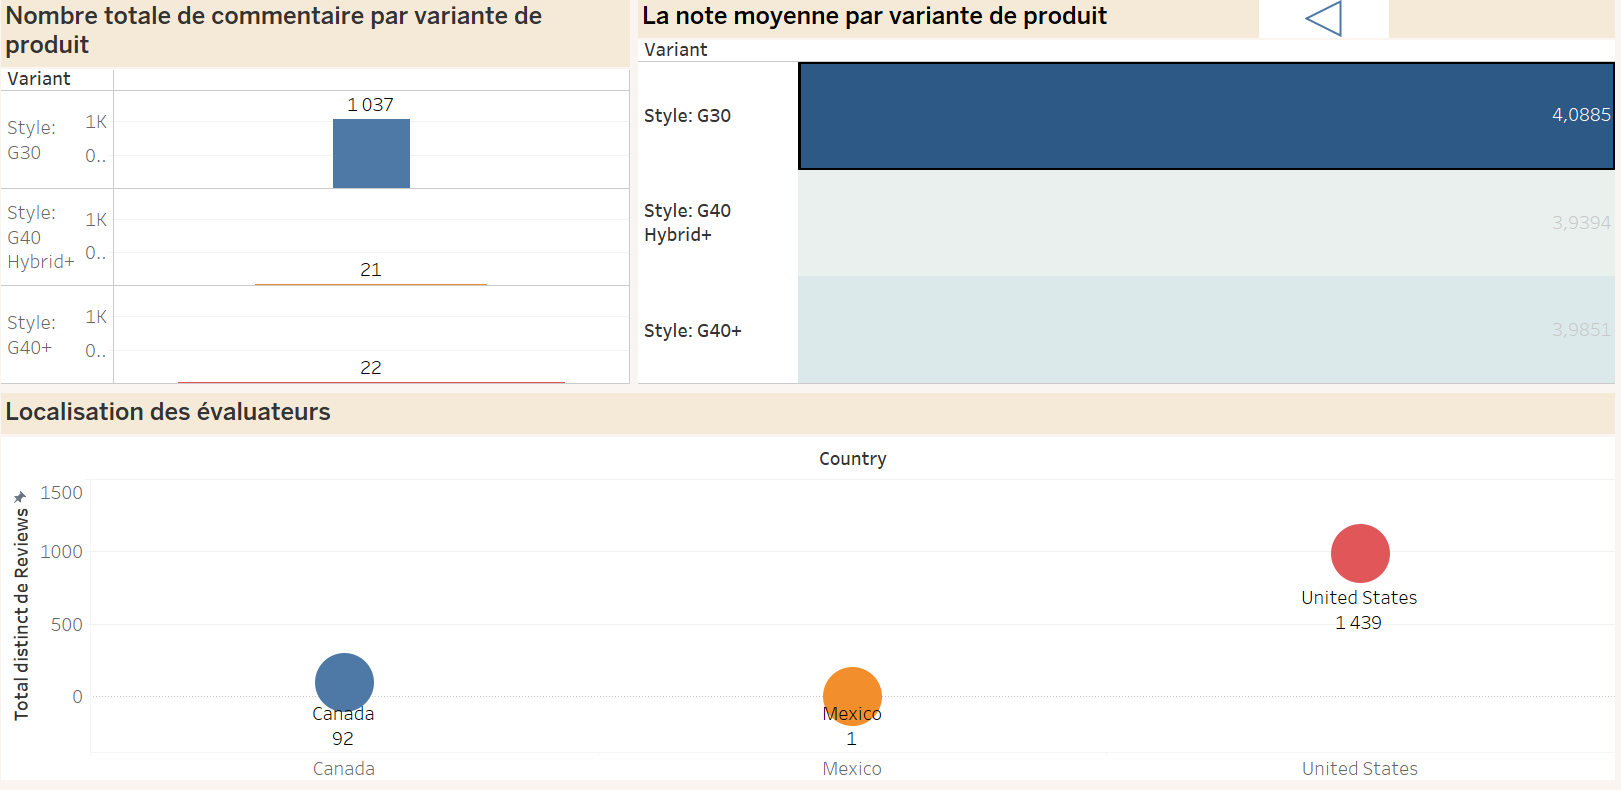 Nombre totale de commentaire par variante de
produit
Variant
Style:
G30
1K
0..
1 037
Style:
G40
Hybrid+
1K
0..
21
Style:
G40+
1K
0..
22
La note moyenne par variante de produit
Variant
Style: G30
4,0885
Style: G40
Hybrid+
3,9394
Style: G40+
3,9851
Localisation des évaluateurs
Country
Total distinct de Reviews
1500
1000
500
0
Canada
92
Mexico
1
United States
1 439
Canada
Mexico
United States